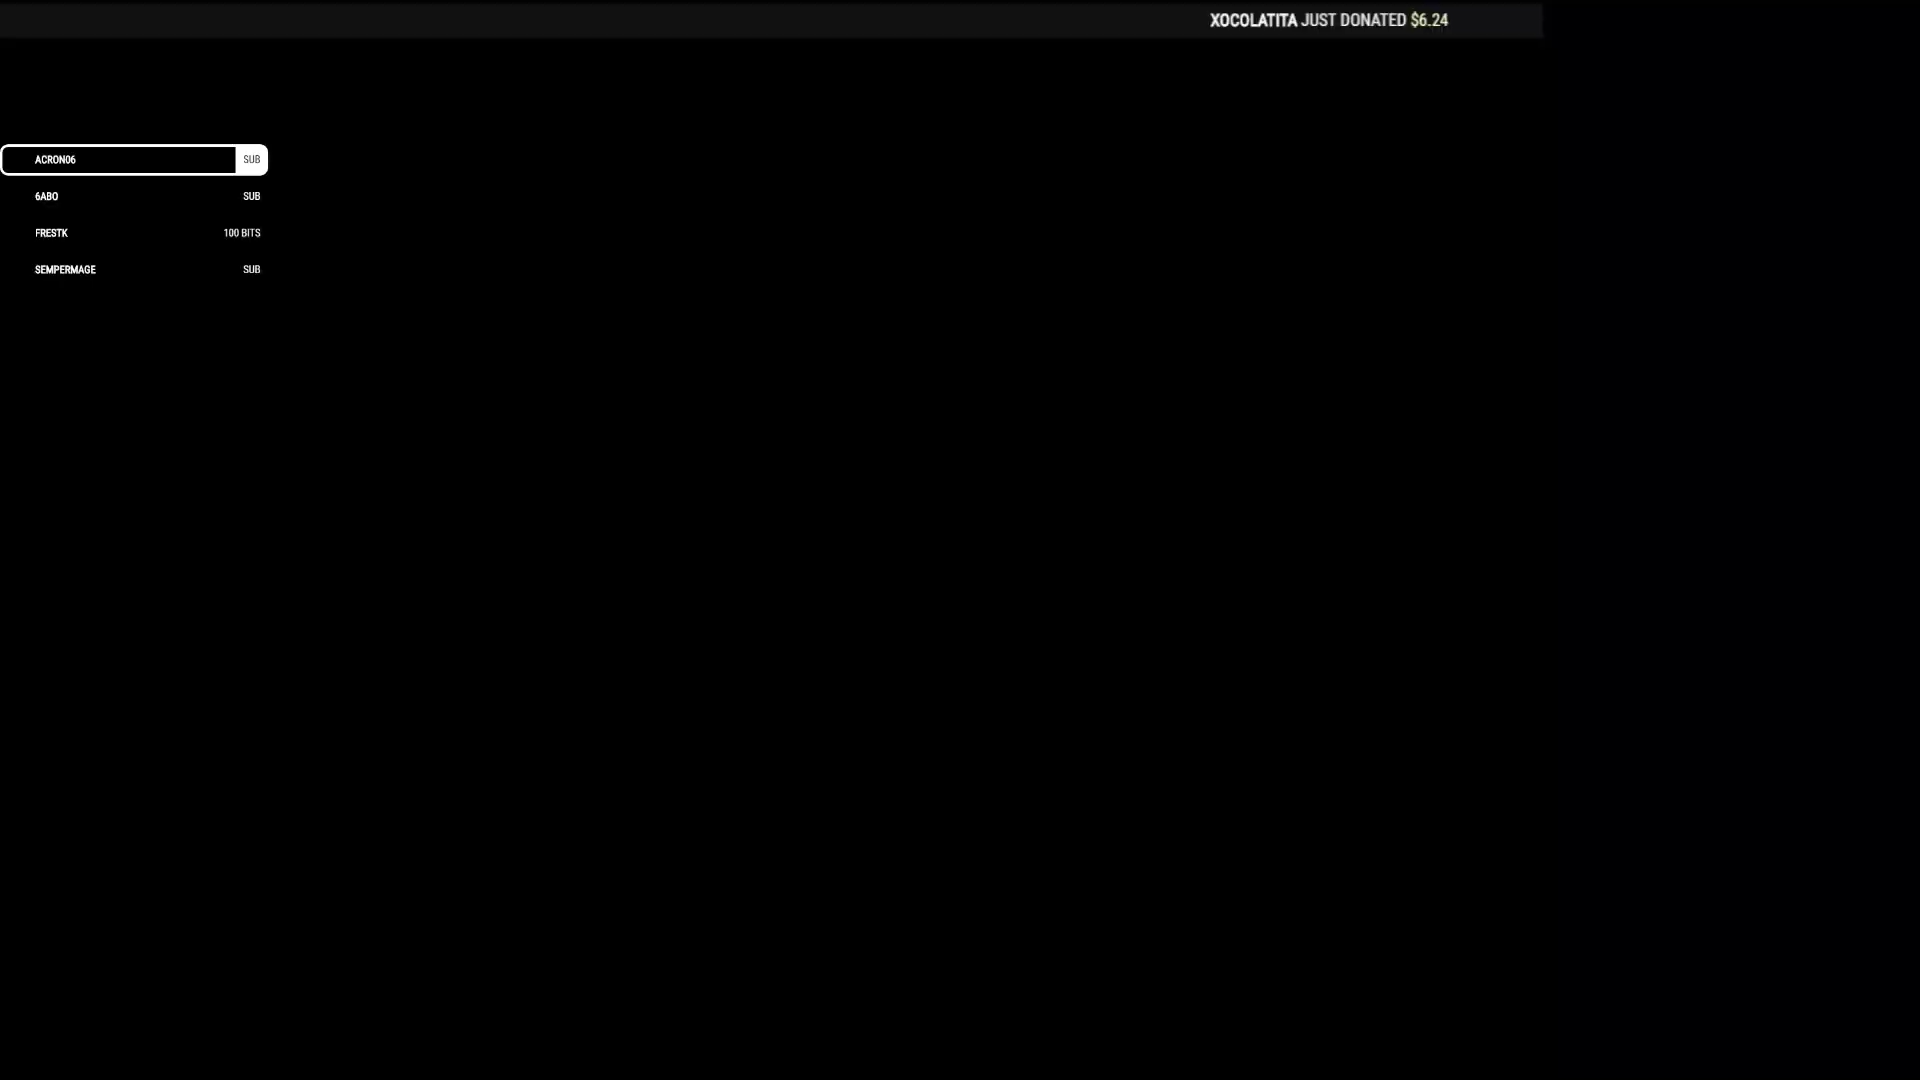 XOCOLATITA JUST DONATED $6.24
ACRON06 SUB
6ABO SUB
FRESTK 100 BITS
SEMPERMAGE SUB